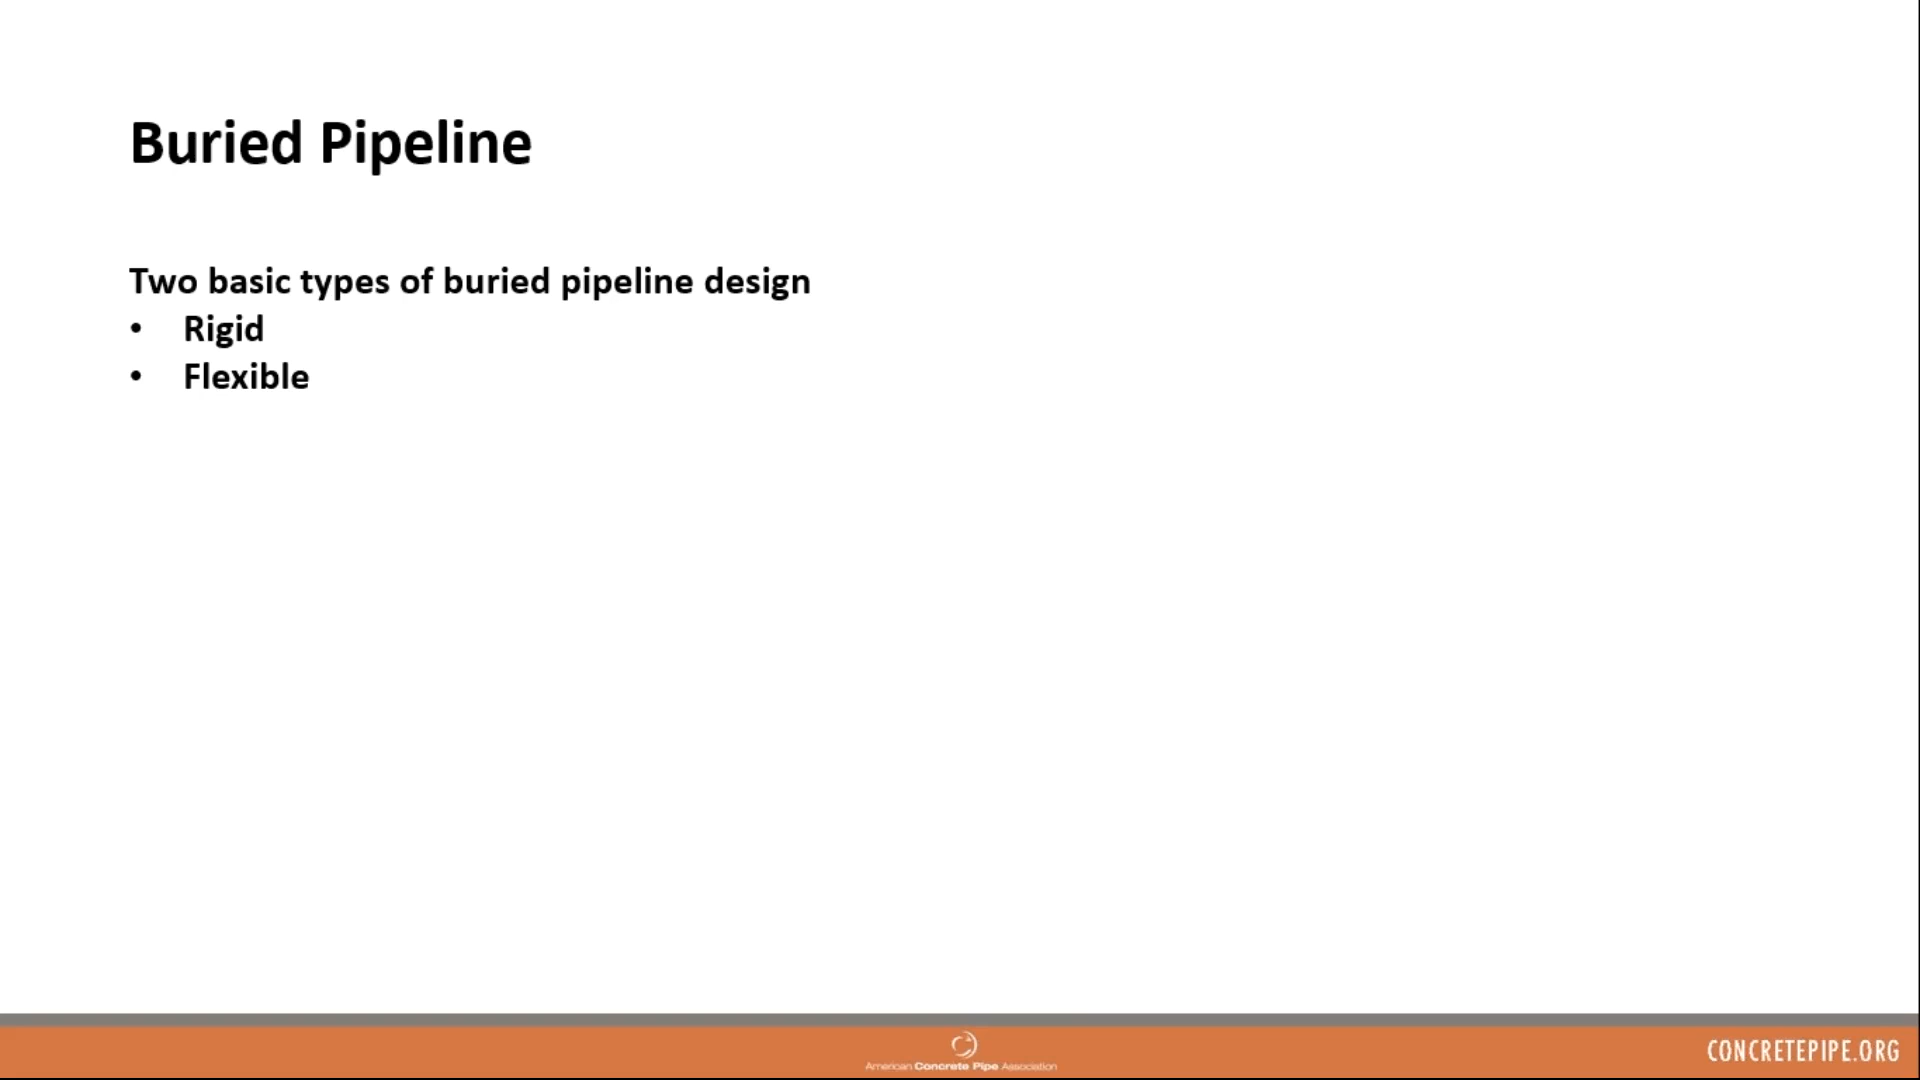 Buried Pipeline
Two basic types of buried pipeline design
• Rigid
• Flexible
American Concrete Pipe Association
CONCRETEPIPE.ORG